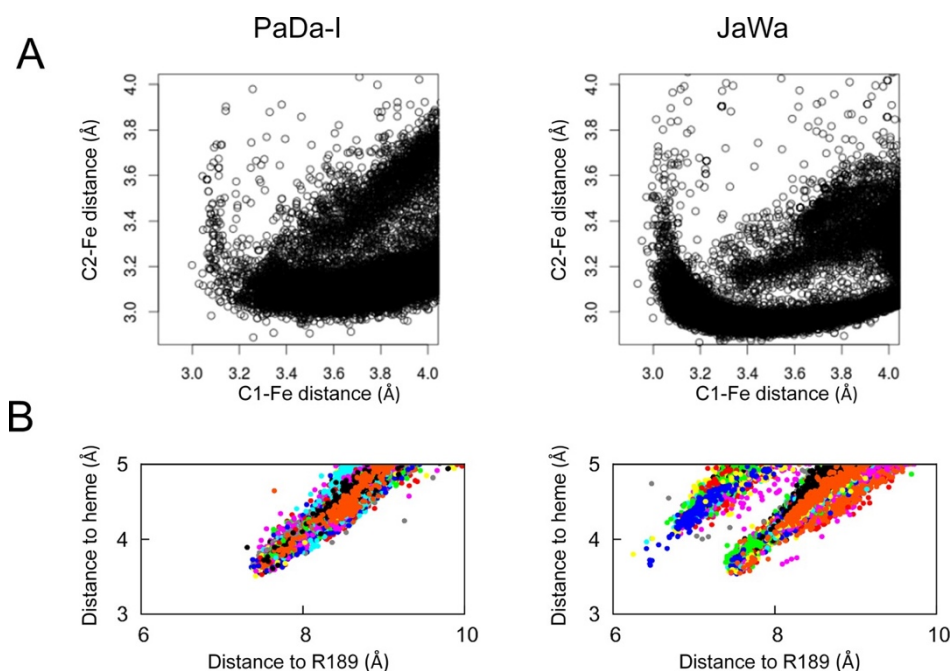 PaDa-I
JaWa
A
C2-Fe distance (Å)
4.0
3.8
3.6
3.4
3.2
3.0
3.0 3.2 3.4 3.6 3.8 4.0
C1-Fe distance (Å)
C2-Fe distance (Å)
4.0
3.8
3.6
3.4
3.2
3.0
3.0 3.2 3.4 3.6 3.8 4.0
C1-Fe distance (Å)
B
Distance to heme (Å)
5
4
3
6 8 10
Distance to R189 (Å)
Distance to heme (Å)
5
4
3
6 8 10
Distance to R189 (Å)